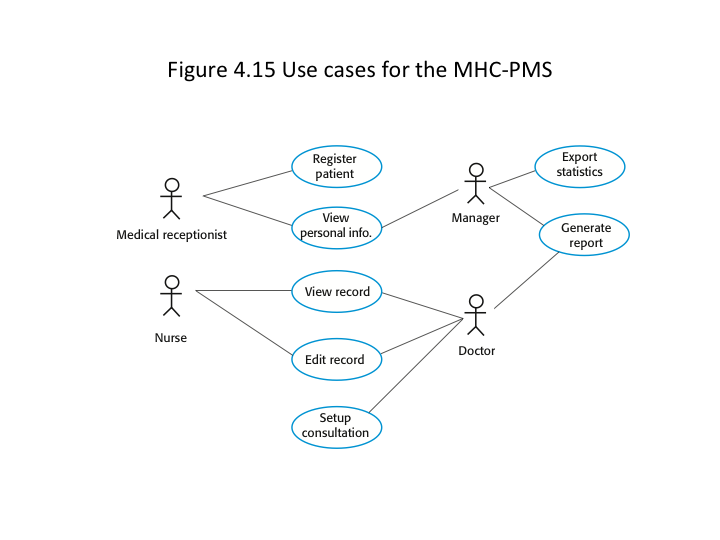 Figure 4.15 Use cases for the MHC-PMS
Register
patient
Export
statistics
Medical receptionist
View
personal info.
Manager
Generate
report
Nurse
View record
Edit record
Doctor
Setup
consultation